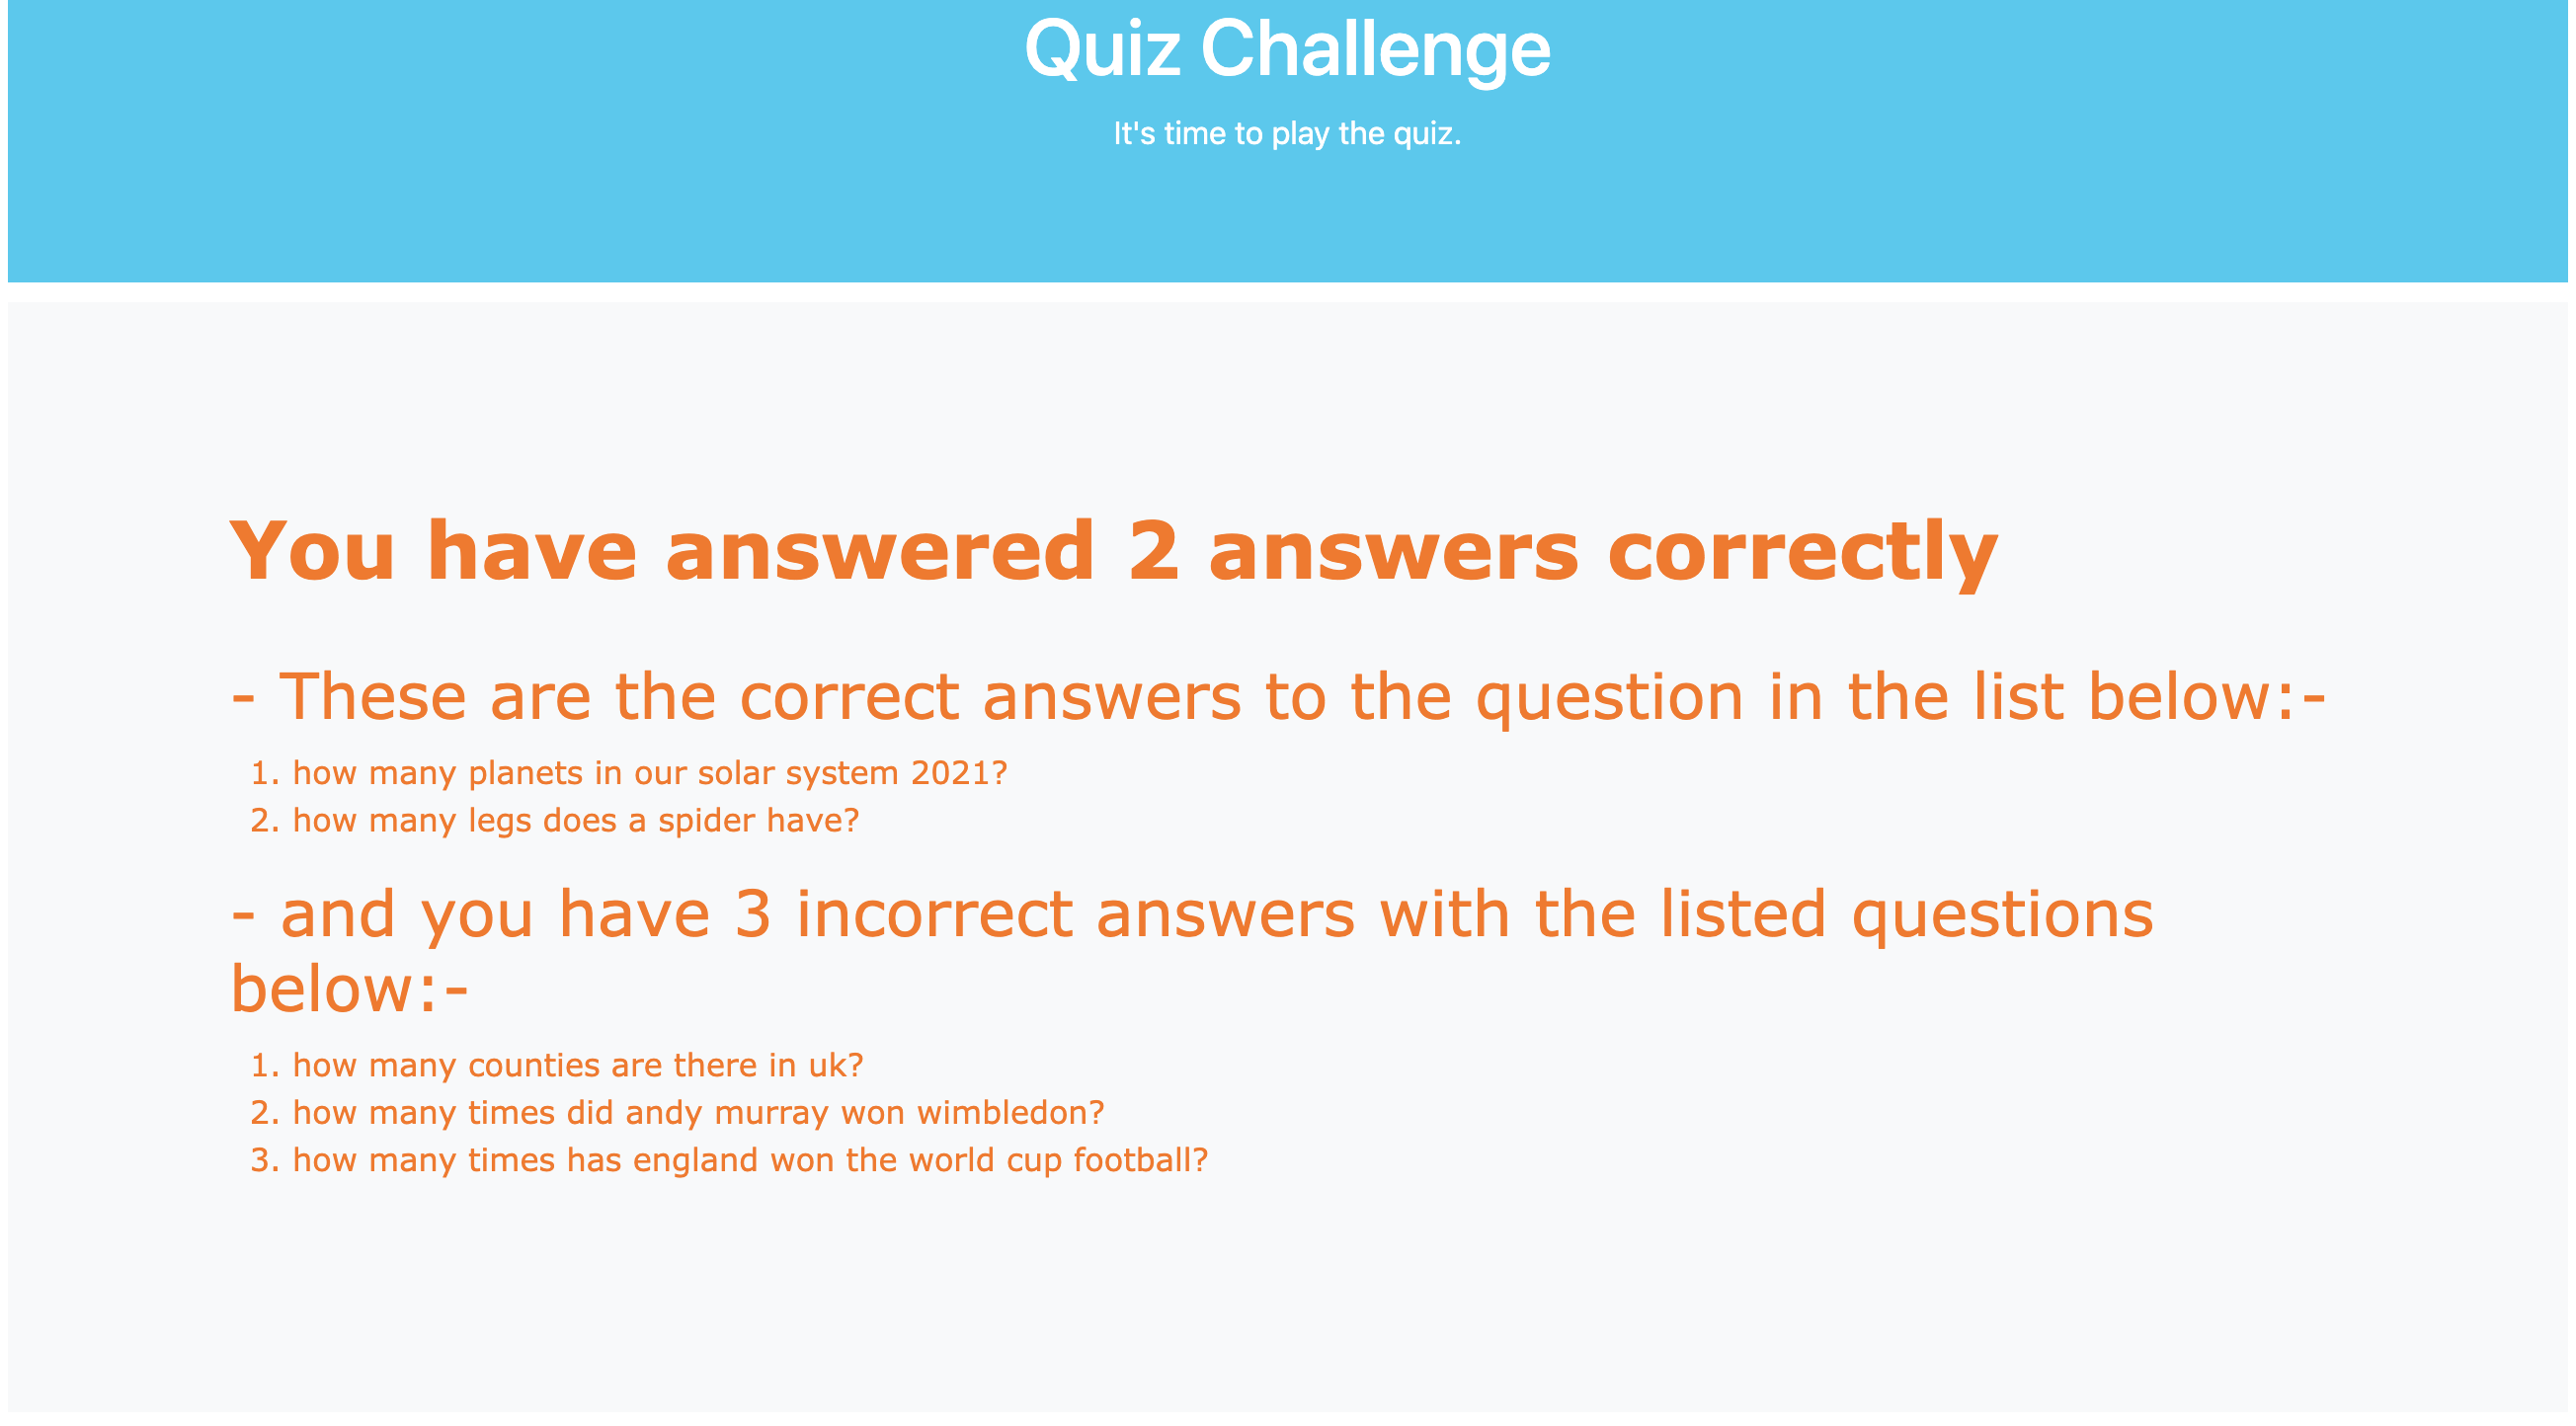 Quiz Challenge
It's time to play the quiz.
You have answered 2 answers correctly
- These are the correct answers to the question in the list below:-
1. how many planets in our solar system 2021?
2. how many legs does a spider have?
- and you have 3 incorrect answers with the listed questions
below:-
1. how many counties are there in uk?
2. how many times did andy murray won wimbledon?
3. how many times has england won the world cup football?